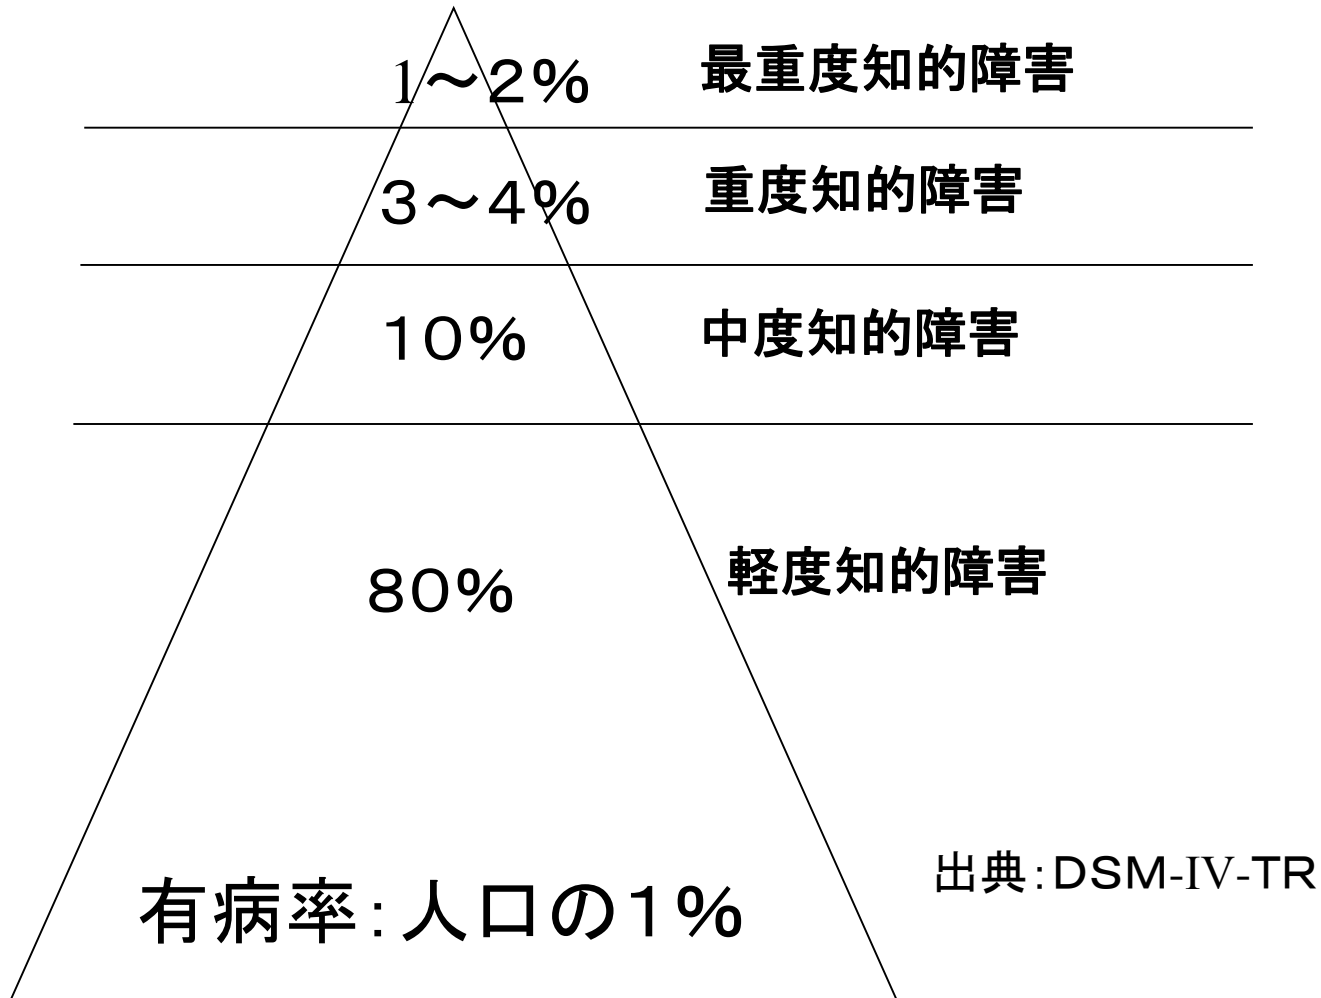 1～2％ 最重度知的障害
３～４％ 重度知的障害
１０％ 中度知的障害
８０％ 軽度知的障害
出典：DSM-IV-TR
有病率：人口の１％